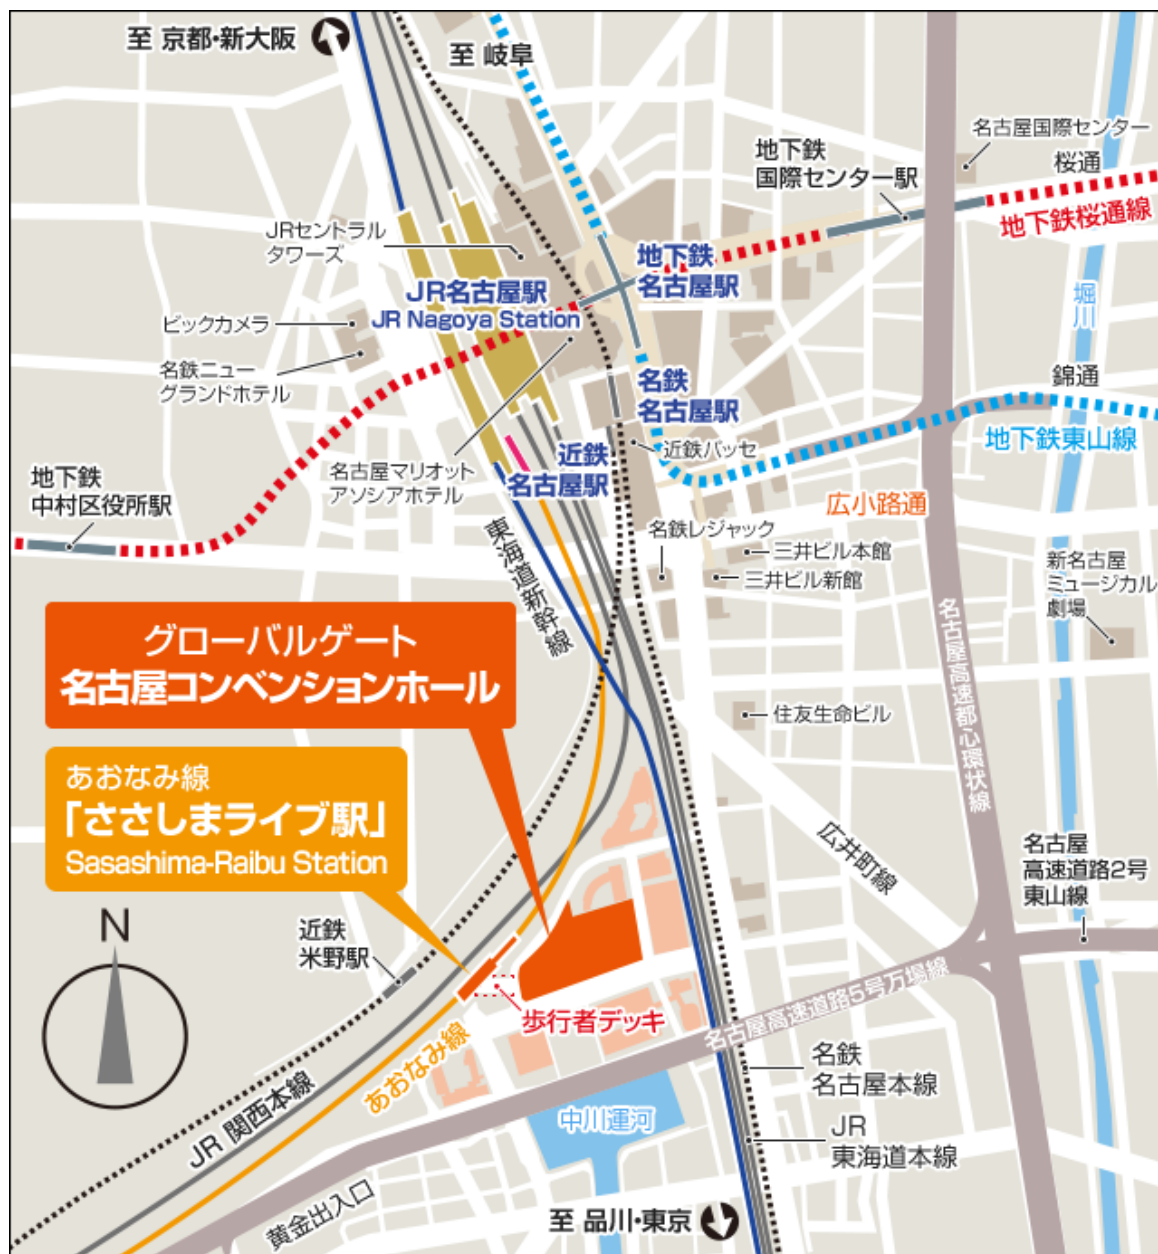 至 京都・新大阪
至 岐阜
名古屋国際センター
地下鉄
国際センター駅
桜通
地下鉄桜通線
JRセントラル
タワーズ
地下鉄
名古屋駅
JR名古屋駅
JR Nagoya Station
堀川
ビックカメラ
名鉄ニュー
グランドホテル
名鉄
名古屋駅
錦通
地下鉄東山線
近鉄パッセ
近鉄
名古屋駅
名古屋マリオット
アソシアホテル
地下鉄
中村区役所駅
広小路通
名鉄レジャック
三井ビル本館
三井ビル新館
新名古屋
ミュージカル
劇場
東海道新幹線
グローバルゲート
名古屋コンベンションホール
名古屋高速都心環状線
住友生命ビル
あおなみ線
「ささしまライブ駅」
Sasashima-Raibu Station
広井町線
名古屋
高速道路2号
東山線
N
近鉄
米野駅
歩行者デッキ
名古屋高速道路5号万場線
あおなみ線
JR 関西本線
名鉄
名古屋本線
中川運河
JR
東海道本線
黄金出入口
至 品川・東京